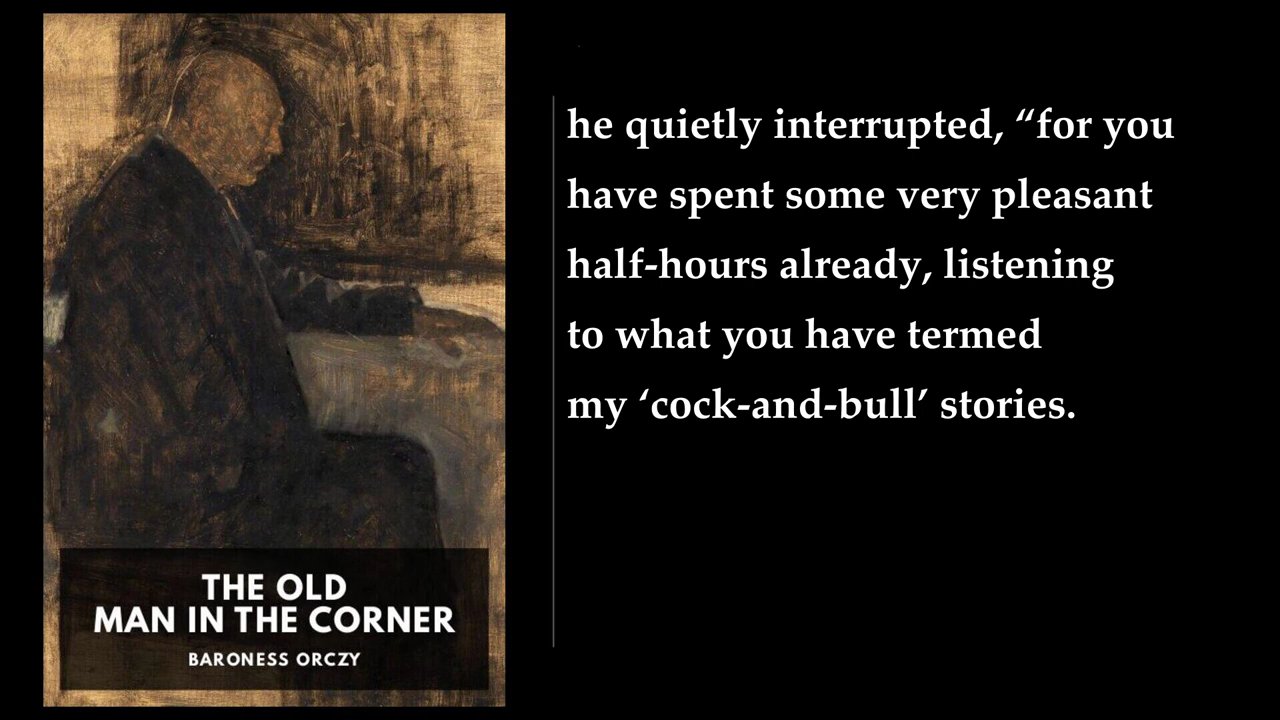 THE OLD
MAN IN THE CORNER
BARONESS ORCZY
he quietly interrupted, “for you
have spent some very pleasant
half-hours already, listening
to what you have termed
my ‘cock-and-bull’ stories.